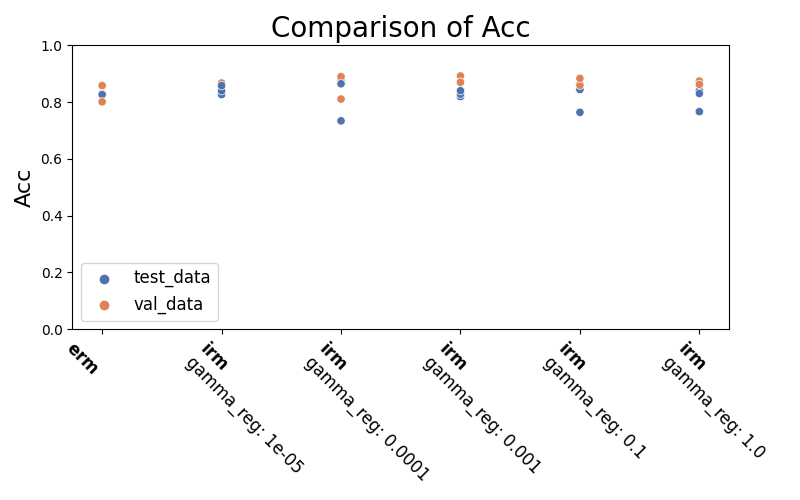 Comparison of Acc
Acc
1.0
0.8
0.6
0.4
0.2
0.0
test_data
val_data
erm
irm
gamma_reg: 1e-05
irm
gamma_reg: 0.0001
irm
gamma_reg: 0.001
irm
gamma_reg: 0.1
irm
gamma_reg: 1.0